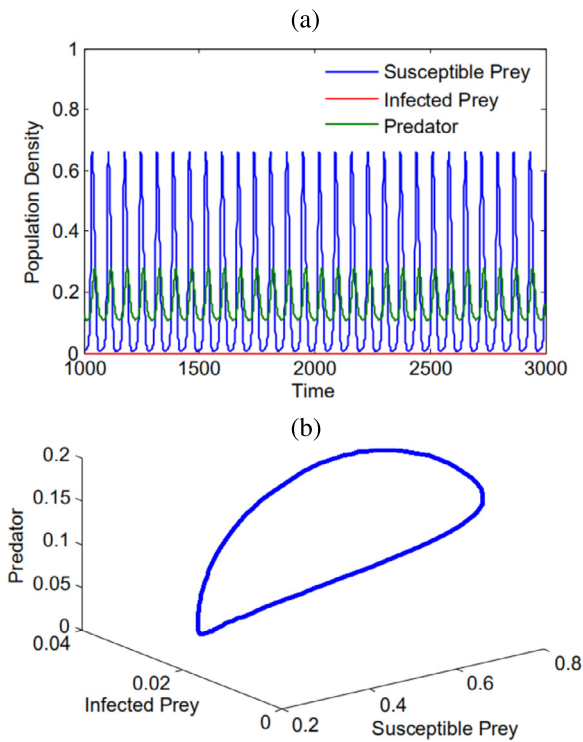 (a)
1
0.8
0.6
0.4
0.2
0
Population Density
Susceptible Prey
Infected Prey
Predator
1000 1500 2000 2500 3000
Time
(b)
0.2
0.15
0.1
0.05
0
Predator
0.04
0.02
0
Infected Prey
0.2 0.4 0.6 0.8
Susceptible Prey